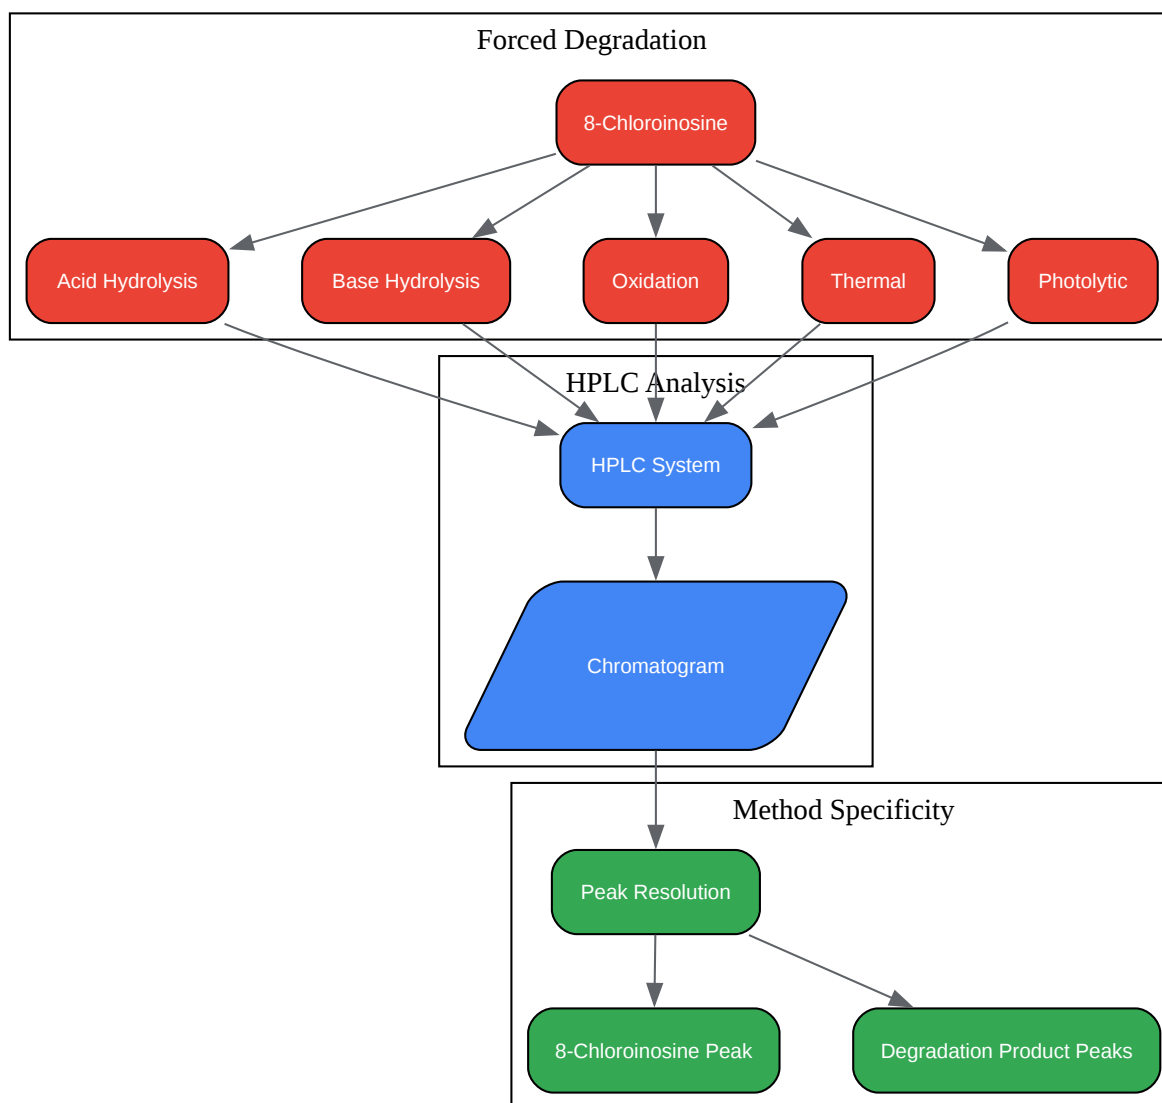 Forced Degradation
8-Chloroinosine
Acid Hydrolysis
Base Hydrolysis
Oxidation
Thermal
Photolytic
HPLC Analysis
HPLC System
Chromatogram
Method Specificity
Peak Resolution
8-Chloroinosine Peak
Degradation Product Peaks